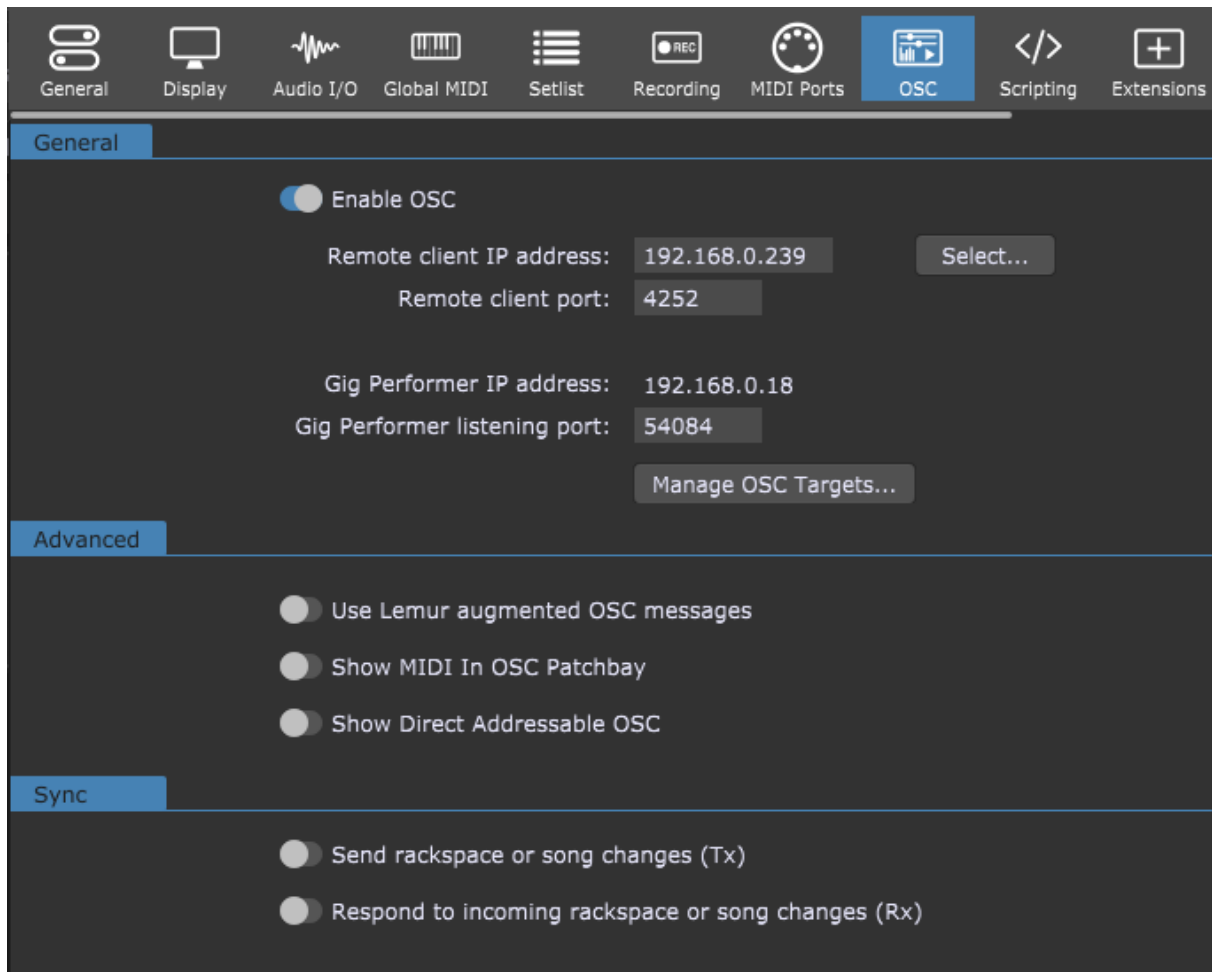 REC
General Display Audio I/O Global MIDI Setlist Recording MIDI Ports OSC Scripting Extensions
General
Enable OSC
Remote client IP address: 192.168.0.239 Select...
Remote client port: 4252
Gig Performer IP address: 192.168.0.18
Gig Performer listening port: 54084
Manage OSC Targets...
Advanced
Use Lemur augmented OSC messages
Show MIDI In OSC Patchbay
Show Direct Addressable OSC
Sync
Send rackspace or song changes (Tx)
Respond to incoming rackspace or song changes (Rx)